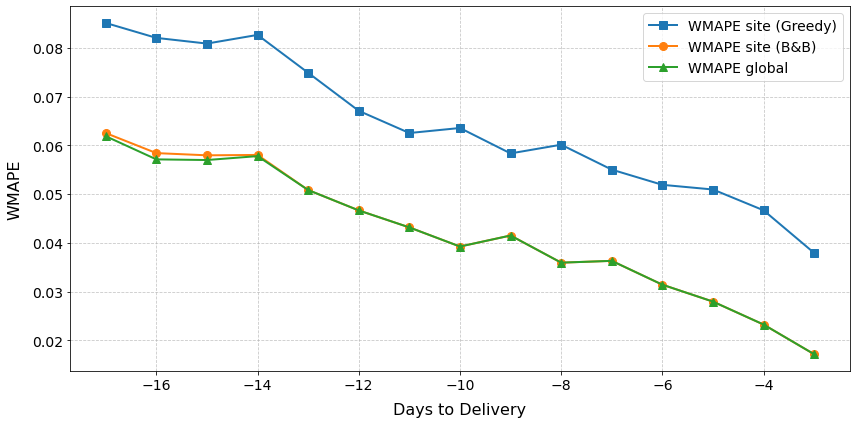 WMAPE site (Greedy)
WMAPE site (B&B)
WMAPE global
WMAPE
0.08
0.07
0.06
0.05
0.04
0.03
0.02
−16 −14 −12 −10 −8 −6 −4
Days to Delivery